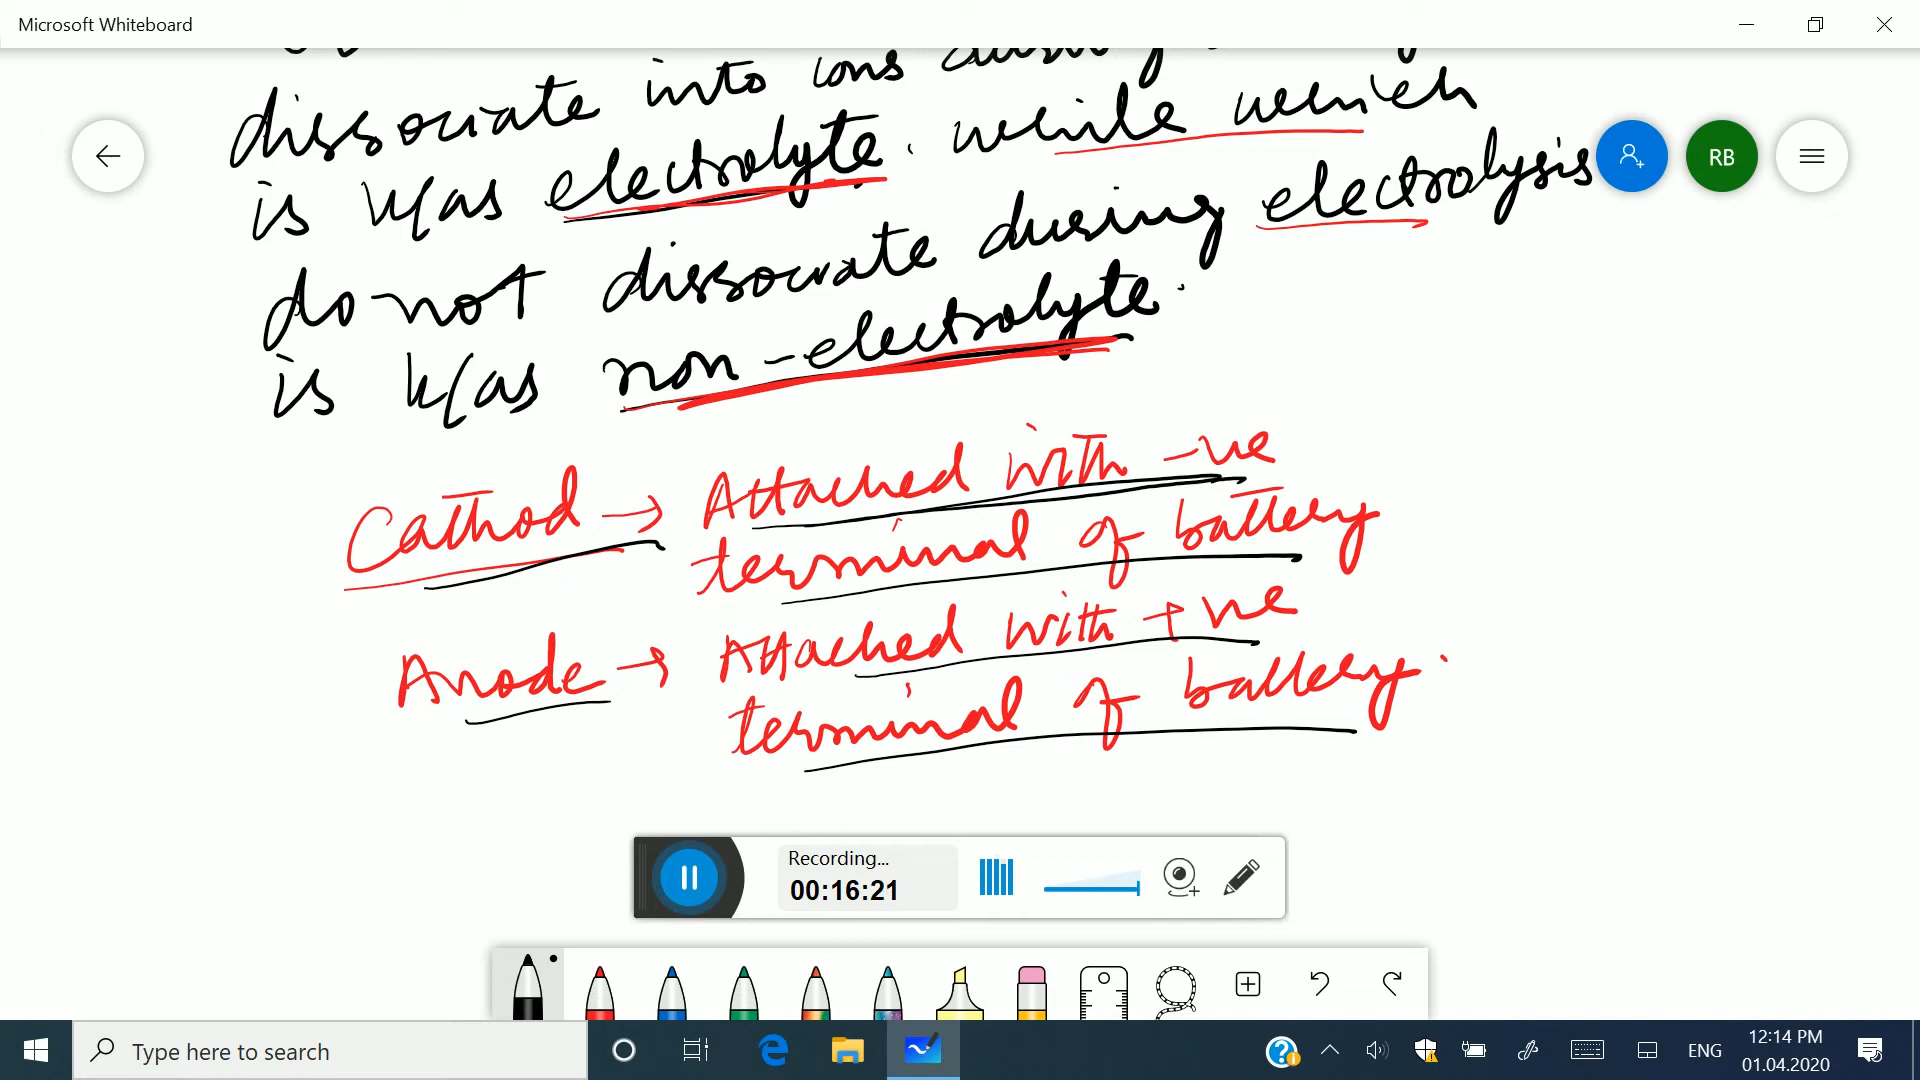 Microsoft Whiteboard
dissociate into ions during
is k/as electrolyte. while which
do not dissociate during electrolysis
is k/as non-electrolyte.
Cathod → Attached with -ve
terminal of battery
Anode → Attached with +ve
terminal of battery.
RB
Recording...
00:16:21
Type here to search
ENG
12:14 PM
01.04.2020